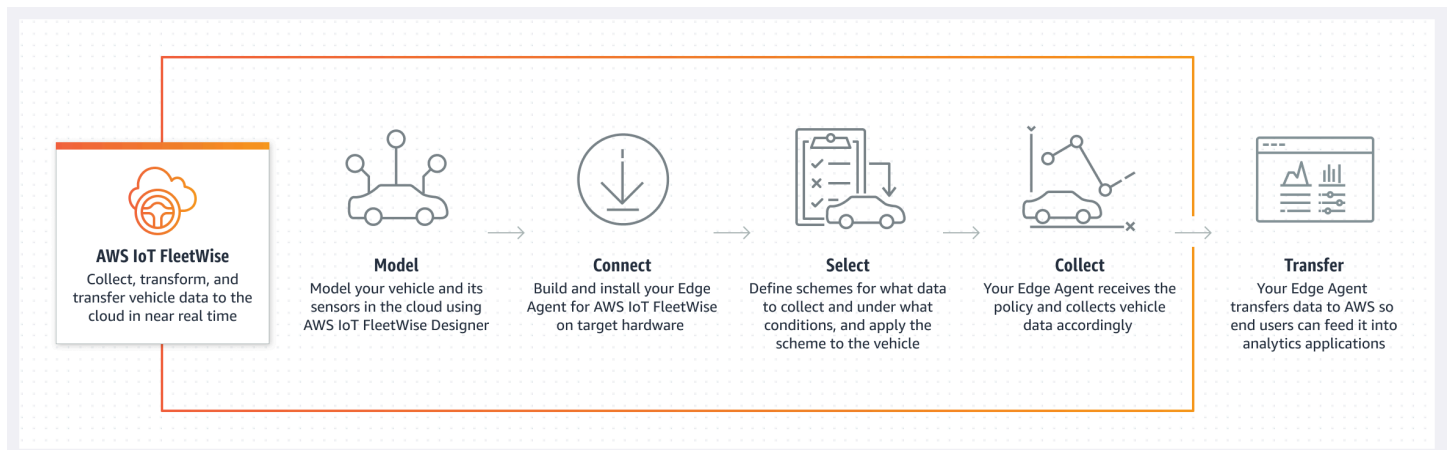 AWS IoT FleetWise
Collect, transform, and
transfer vehicle data to the
cloud in near real time
Model
Model your vehicle and its
sensors in the cloud using
AWS IoT FleetWise Designer
Connect
Build and install your Edge
Agent for AWS IoT FleetWise
on target hardware
Select
Define schemes for what data
to collect and under what
conditions, and apply the
scheme to the vehicle
Collect
Your Edge Agent receives the
policy and collects vehicle
data accordingly
Transfer
Your Edge Agent
transfers data to AWS so
end users can feed it into
analytics applications